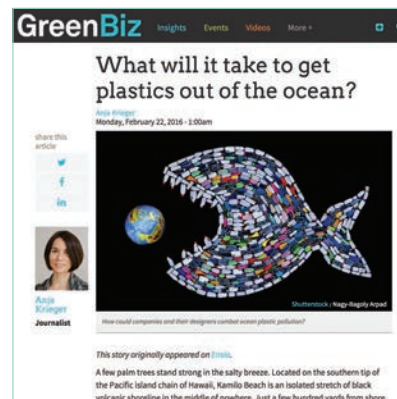 GreenBiz
Insights
Events
Videos
More +
What will it take to get
plastics out of the ocean?
Anja Krieger
Monday, February 22, 2016 - 1:00am
share this
article
Shutterstock / Nagy-Bagoly Arpad
Anja
Krieger
Journalist
How could companies and their designers combat ocean plastic pollution?
This story originally appeared on Ensia.
A few palm trees stand strong in the salty breeze. Located on the southern tip of
the Pacific island chain of Hawaii, Kamilo Beach is an isolated stretch of black
volcanic shoreline in the middle of nowhere. Just a few hundred yards from shore